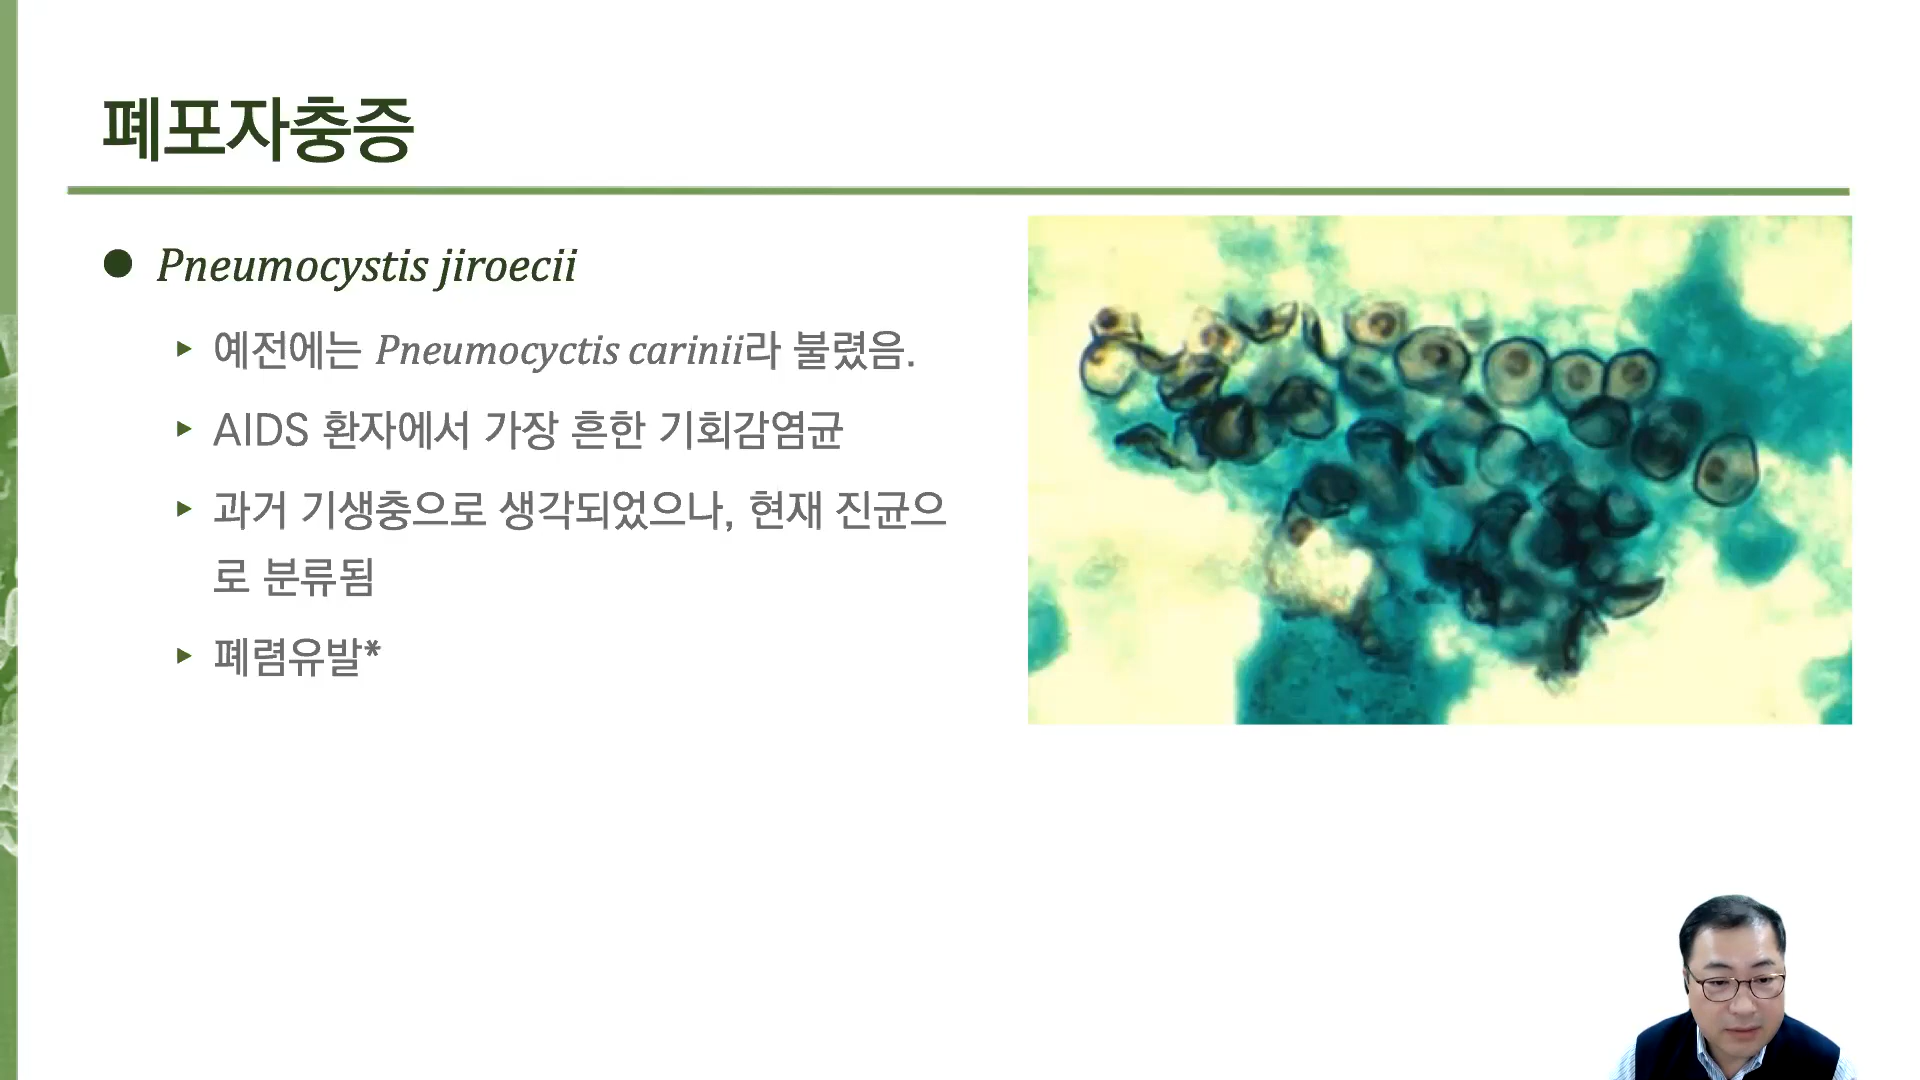 폐포자충증
● Pneumocystis jiroecii
▸ 예전에는 Pneumocyctis carinii라 불렸음.
▸ AIDS 환자에서 가장 흔한 기회감염균
▸ 과거 기생충으로 생각되었으나, 현재 진균으
로 분류됨
▸ 폐렴유발*